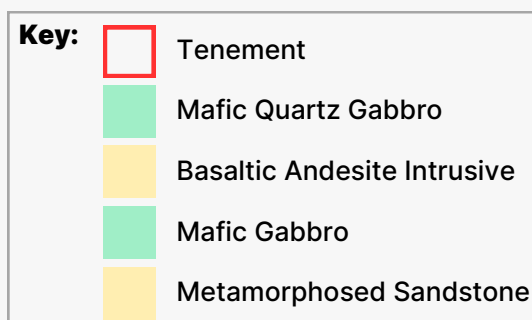 Key:
Tenement
Mafic Quartz Gabbro
Basaltic Andesite Intrusive
Mafic Gabbro
Metamorphosed Sandstone